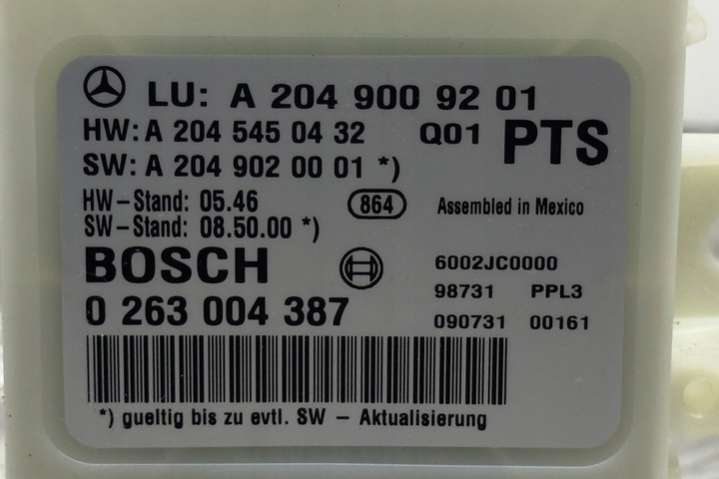 LU: A 204 900 92 01
HW: A 204 545 04 32 Q01 PTS
SW: A 204 902 00 01 *)
HW-Stand: 05.46 864 Assembled in Mexico
SW-Stand: 08.50.00 *)
BOSCH 6002JC0000
98731 PPL3
0 263 004 387 090731 00161
*) gueltig bis zu evtl. SW - Aktualisierung